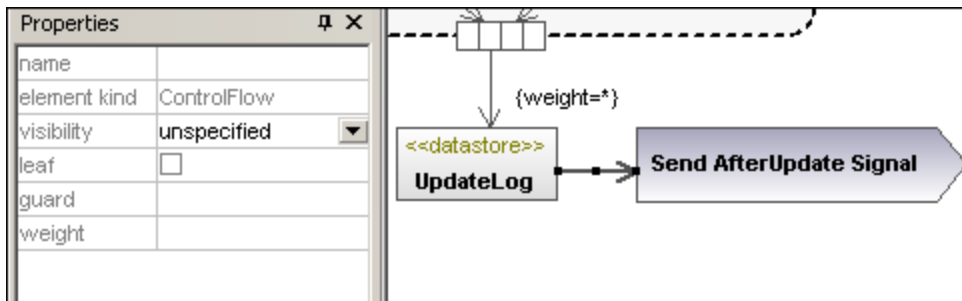 Properties
name
element kind ControlFlow
visibility unspecified
leaf
guard
weight
{weight=*}
<<datastore>>
UpdateLog
Send AfterUpdate Signal